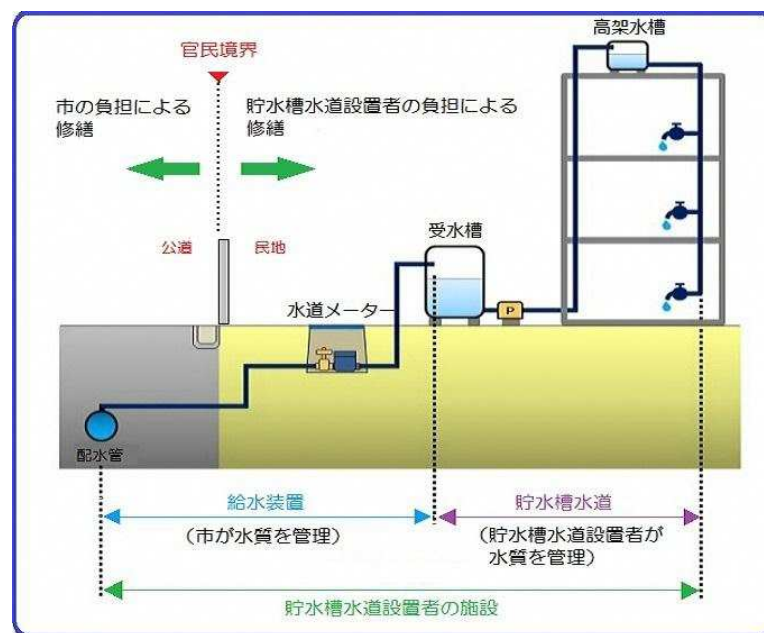 高架水槽
官民境界
市の負担による
修繕
貯水槽水道設置者の負担による
修繕
公道
民地
受水槽
水道メーター
P
配水管
給水装置
（市が水質を管理）
貯水槽水道
（貯水槽水道設置者が
水質を管理）
貯水槽水道設置者の施設